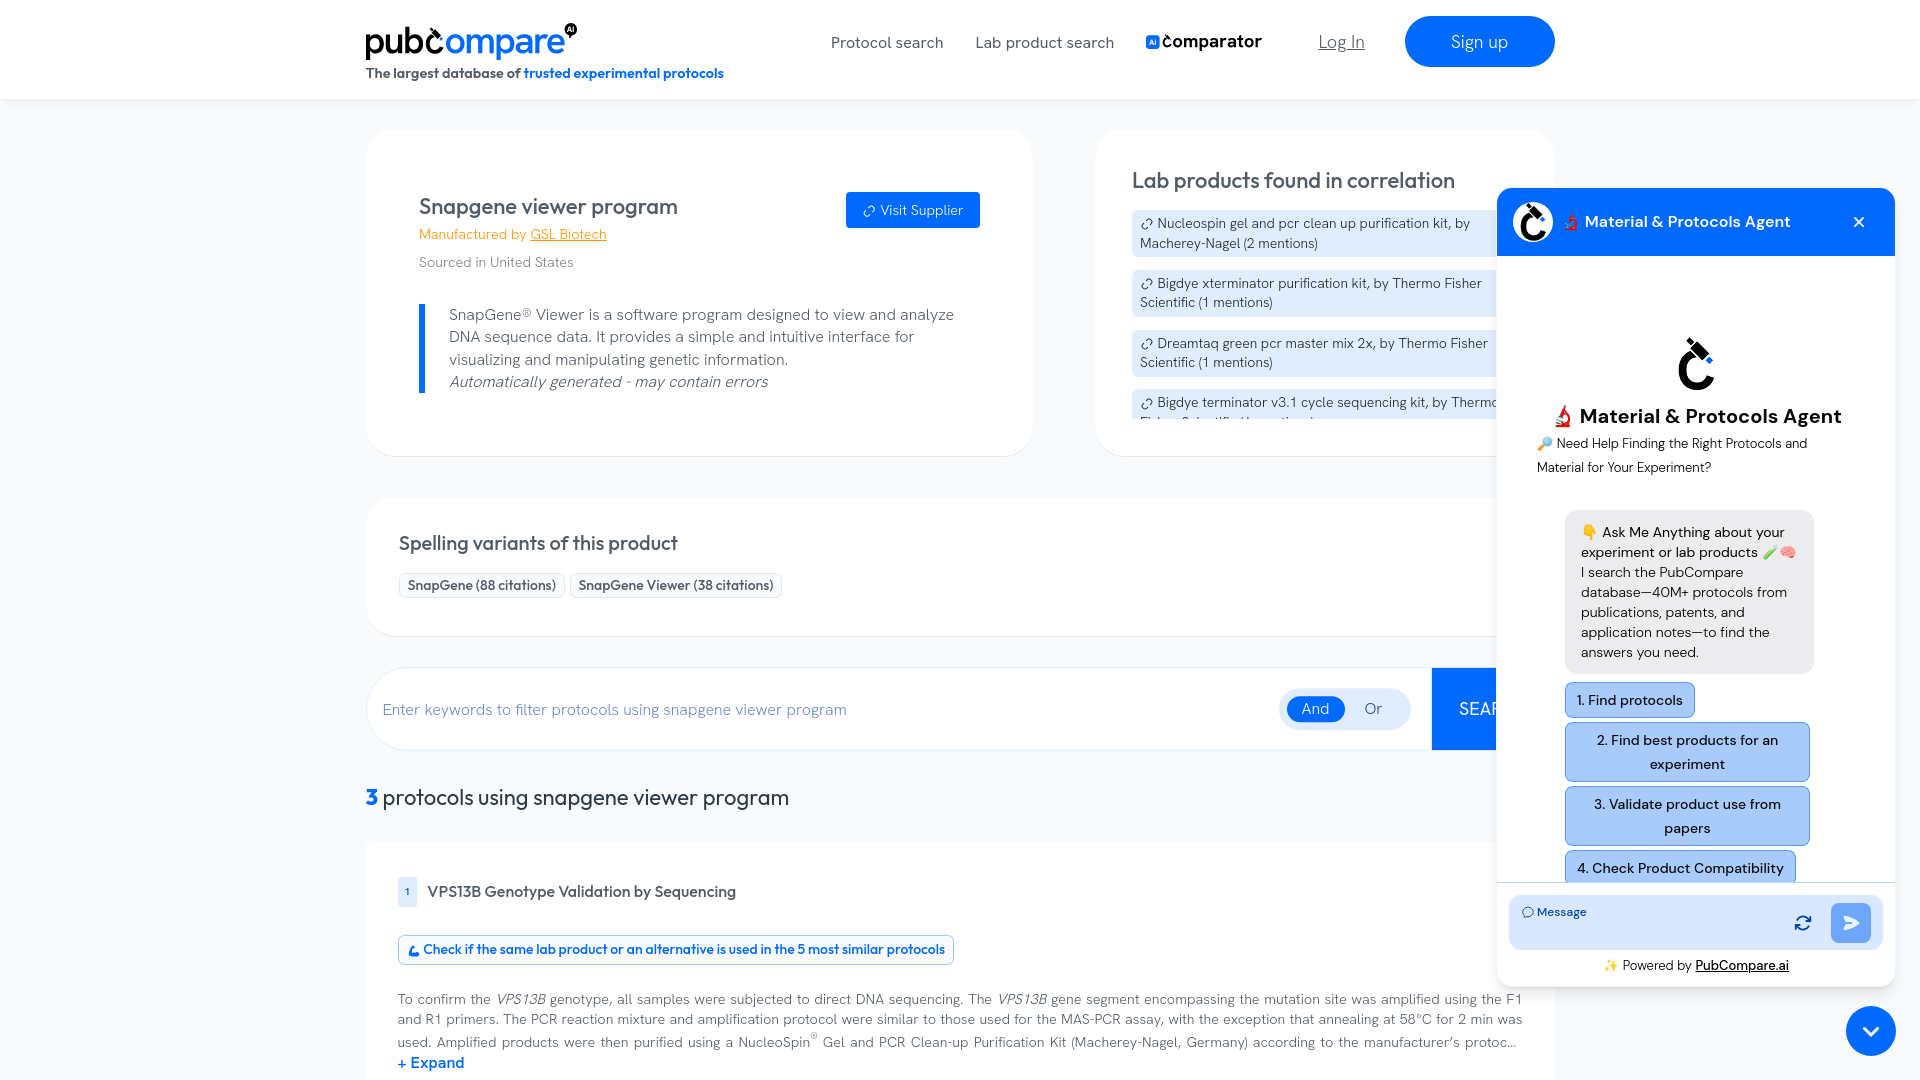 pubcompare
AI
The largest database of trusted experimental protocols
Protocol search
Lab product search
Ai comparator
Log In
Sign up
Snapgene viewer program
Manufactured by GSL Biotech
Sourced in United States
Visit Supplier
SnapGene® Viewer is a software program designed to view and analyze
DNA sequence data. It provides a simple and intuitive interface for
visualizing and manipulating genetic information.
Automatically generated - may contain errors
Lab products found in correlation
Nucleospin gel and pcr clean up purification kit, by
Macherey-Nagel (2 mentions)
Bigdye xterminator purification kit, by Thermo Fisher
Scientific (1 mentions)
Dreamtaq green pcr master mix 2x, by Thermo Fisher
Scientific (1 mentions)
Bigdye terminator v3.1 cycle sequencing kit, by Thermo
Spelling variants of this product
SnapGene (88 citations)
SnapGene Viewer (38 citations)
Enter keywords to filter protocols using snapgene viewer program
And
Or
SEAR
3 protocols using snapgene viewer program
1
VPS13B Genotype Validation by Sequencing
Check if the same lab product or an alternative is used in the 5 most similar protocols
To confirm the VPS13B genotype, all samples were subjected to direct DNA sequencing. The VPS13B gene segment encompassing the mutation site was amplified using the F1
and R1 primers. The PCR reaction mixture and amplification protocol were similar to those used for the MAS-PCR assay, with the exception that annealing at 58°C for 2 min was
used. Amplified products were then purified using a NucleoSpin® Gel and PCR Clean-up Purification Kit (Macherey-Nagel, Germany) according to the manufacturer’s protoc...
+ Expand
🔬 Material & Protocols Agent
🔬 Material & Protocols Agent
🔎 Need Help Finding the Right Protocols and
Material for Your Experiment?
👇 Ask Me Anything about your
experiment or lab products 🧪🧠
I search the PubCompare
database—40M+ protocols from
publications, patents, and
application notes—to find the
answers you need.
1. Find protocols
2. Find best products for an
experiment
3. Validate product use from
papers
4. Check Product Compatibility
Message
✨ Powered by PubCompare.ai